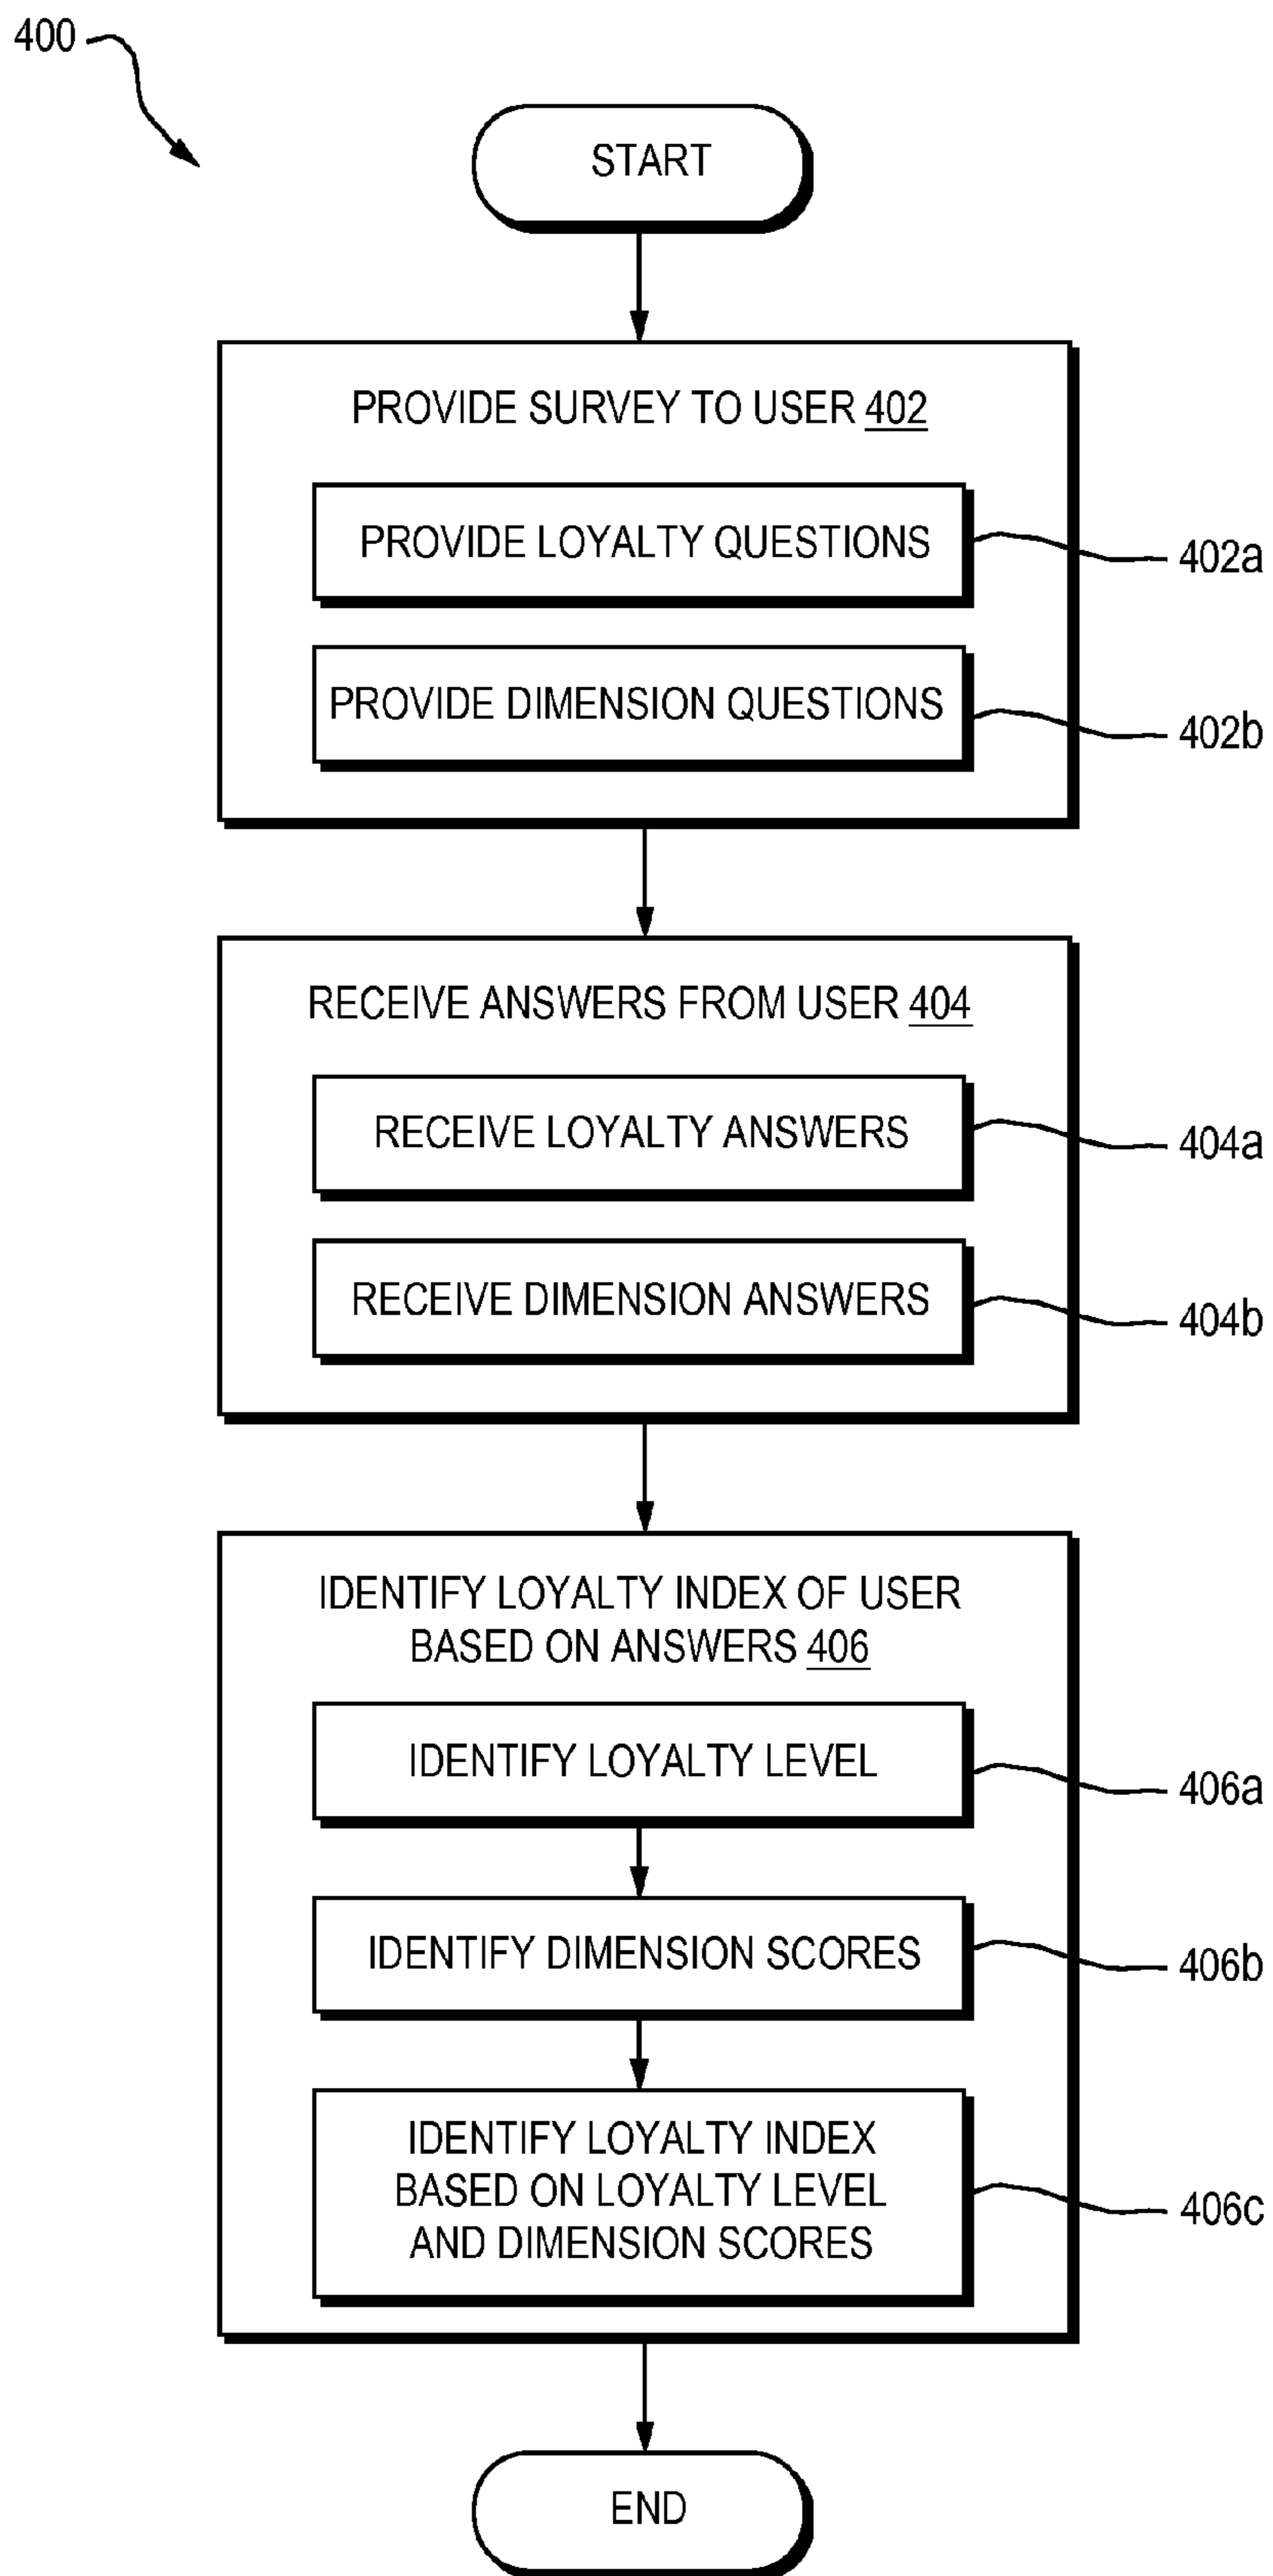 400
START
PROVIDE SURVEY TO USER 402
PROVIDE LOYALTY QUESTIONS
402a
PROVIDE DIMENSION QUESTIONS
402b
RECEIVE ANSWERS FROM USER 404
RECEIVE LOYALTY ANSWERS
404a
RECEIVE DIMENSION ANSWERS
404b
IDENTIFY LOYALTY INDEX OF USER
BASED ON ANSWERS 406
IDENTIFY LOYALTY LEVEL
406a
IDENTIFY DIMENSION SCORES
406b
IDENTIFY LOYALTY INDEX
BASED ON LOYALTY LEVEL
AND DIMENSION SCORES
406c
END